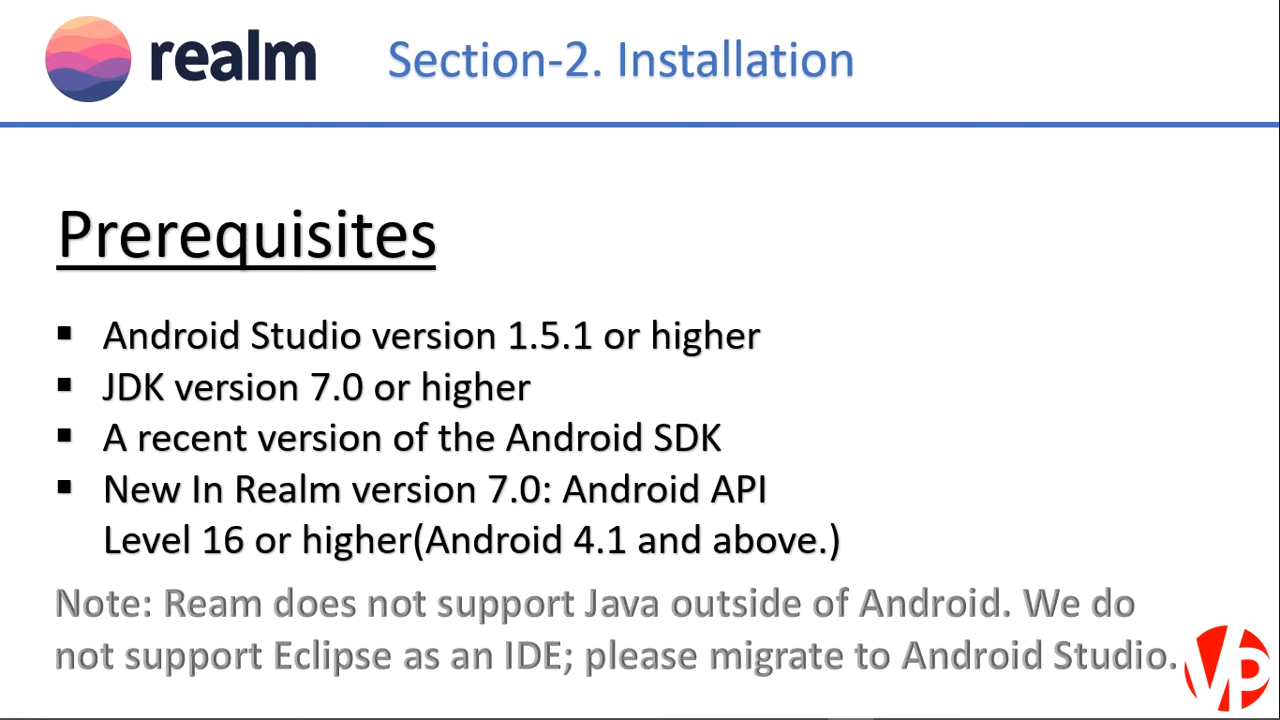 realm
Section-2. Installation
Prerequisites
▪ Android Studio version 1.5.1 or higher
▪ JDK version 7.0 or higher
▪ A recent version of the Android SDK
▪ New In Realm version 7.0: Android API
Level 16 or higher(Android 4.1 and above.)
Note: Ream does not support Java outside of Android. We do
not support Eclipse as an IDE; please migrate to Android Studio.
VP